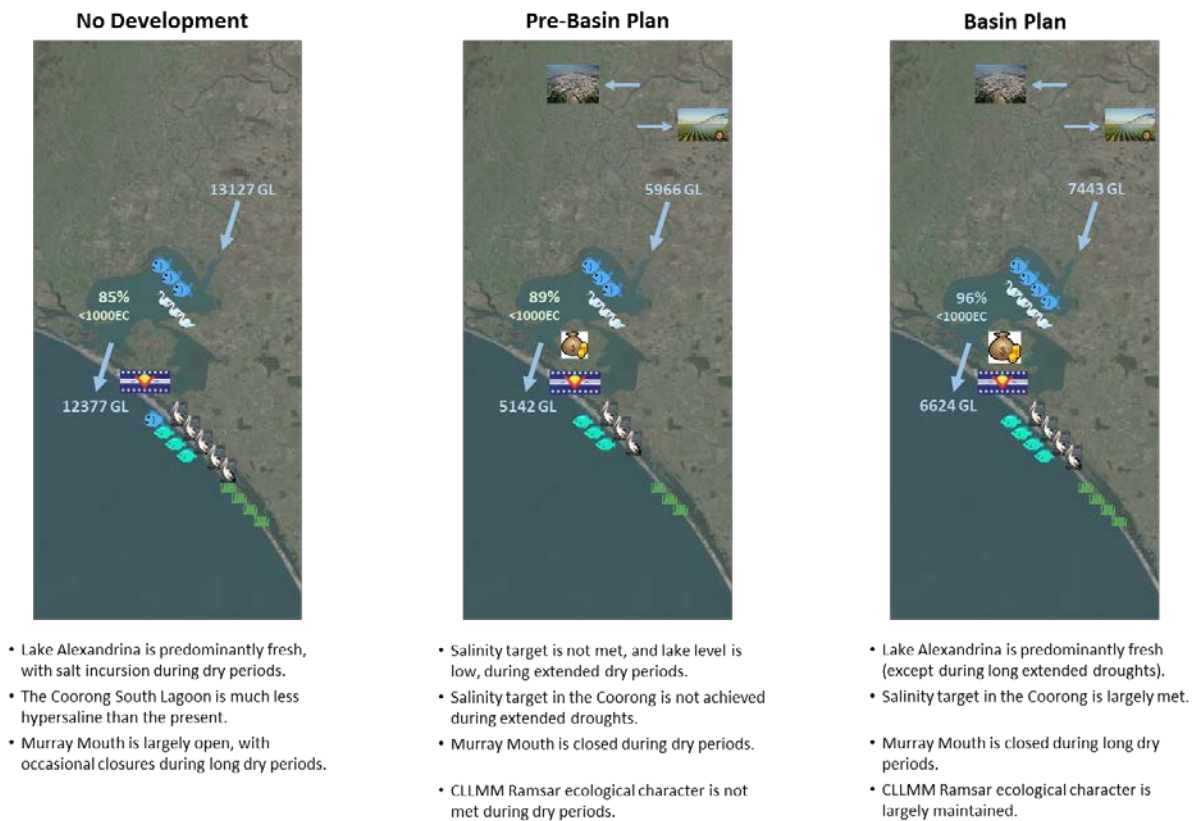 No Development
13127 GL
85%
<1000EC
12377 GL
• Lake Alexandrina is predominantly fresh,
with salt incursion during dry periods.
• The Coorong South Lagoon is much less
hypersaline than the present.
• Murray Mouth is largely open, with
occasional closures during long dry periods.
Pre-Basin Plan
5966 GL
89%
<1000EC
5142 GL
• Salinity target is not met, and lake level is
low, during extended dry periods.
• Salinity target in the Coorong is not achieved
during extended droughts.
• Murray Mouth is closed during dry periods.
• CLLMM Ramsar ecological character is not
met during dry periods.
Basin Plan
7443 GL
96%
<1000EC
6624 GL
• Lake Alexandrina is predominantly fresh
(except during long extended droughts).
• Salinity target in the Coorong is largely met.
• Murray Mouth is closed during long dry
periods.
• CLLMM Ramsar ecological character is
largely maintained.